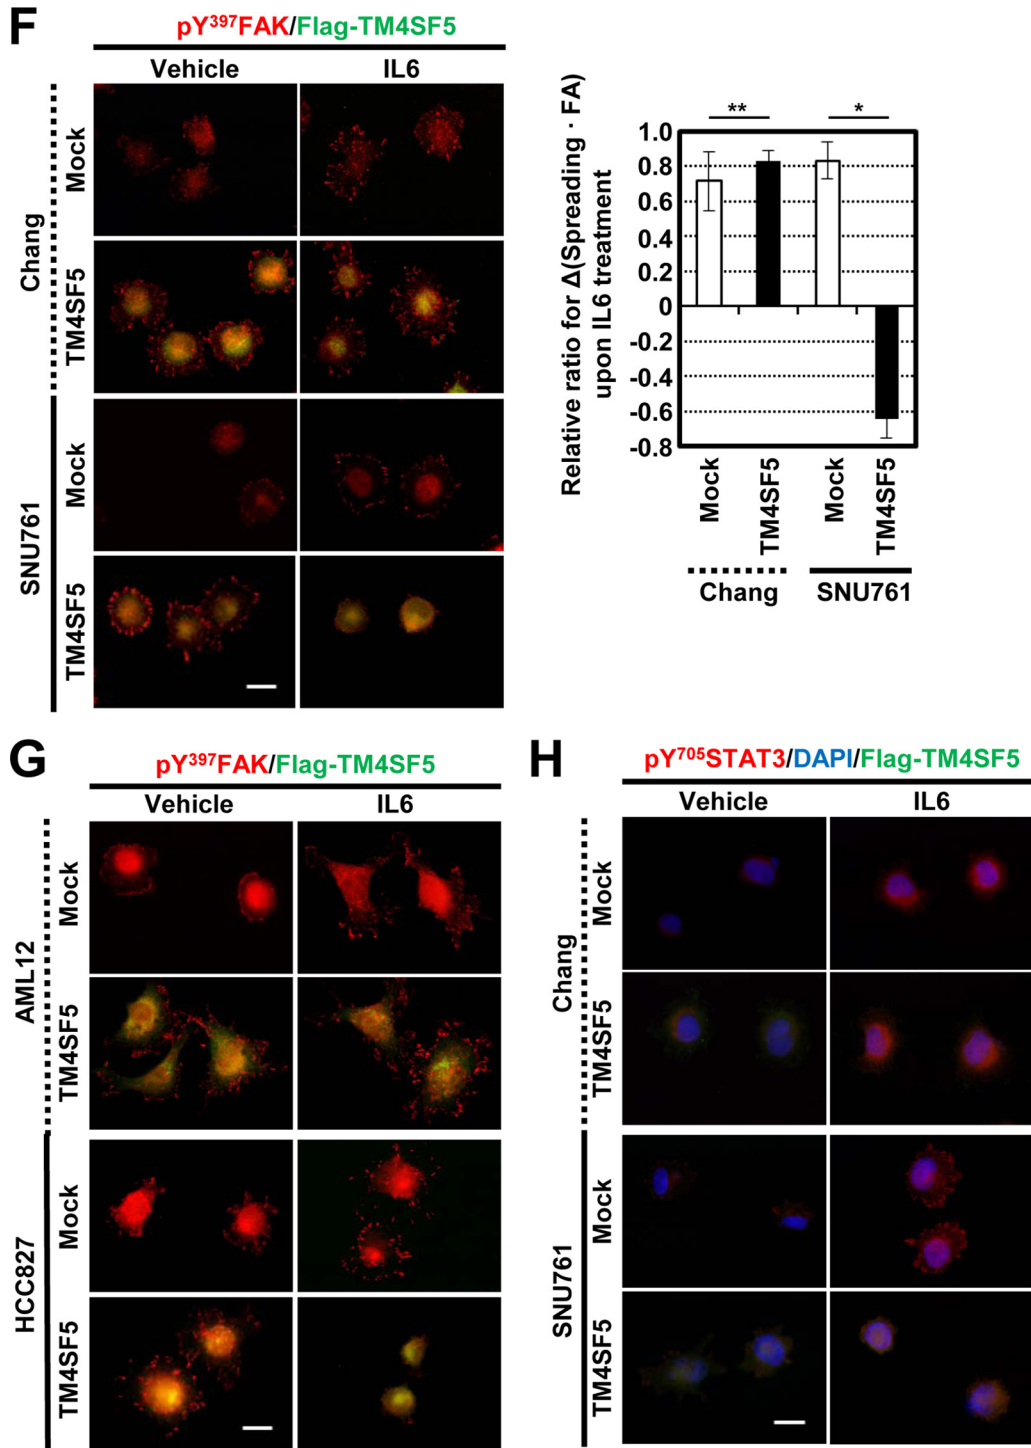 F
pY³⁹⁷FAK/Flag-TM4SF5
Vehicle
IL6
Chang
Mock
TM4SF5
SNU761
Mock
TM4SF5
Relative ratio for Δ(Spreading · FA)
upon IL6 treatment
** *
1.0
0.8
0.6
0.4
0.2
0
-0.2
-0.4
-0.6
-0.8
Mock
TM4SF5
Mock
TM4SF5
Chang
SNU761
G
pY³⁹⁷FAK/Flag-TM4SF5
Vehicle
IL6
AML12
Mock
TM4SF5
HCC827
Mock
TM4SF5
H
pY⁷⁰⁵STAT3/DAPI/Flag-TM4SF5
Vehicle
IL6
Chang
Mock
TM4SF5
SNU761
Mock
TM4SF5